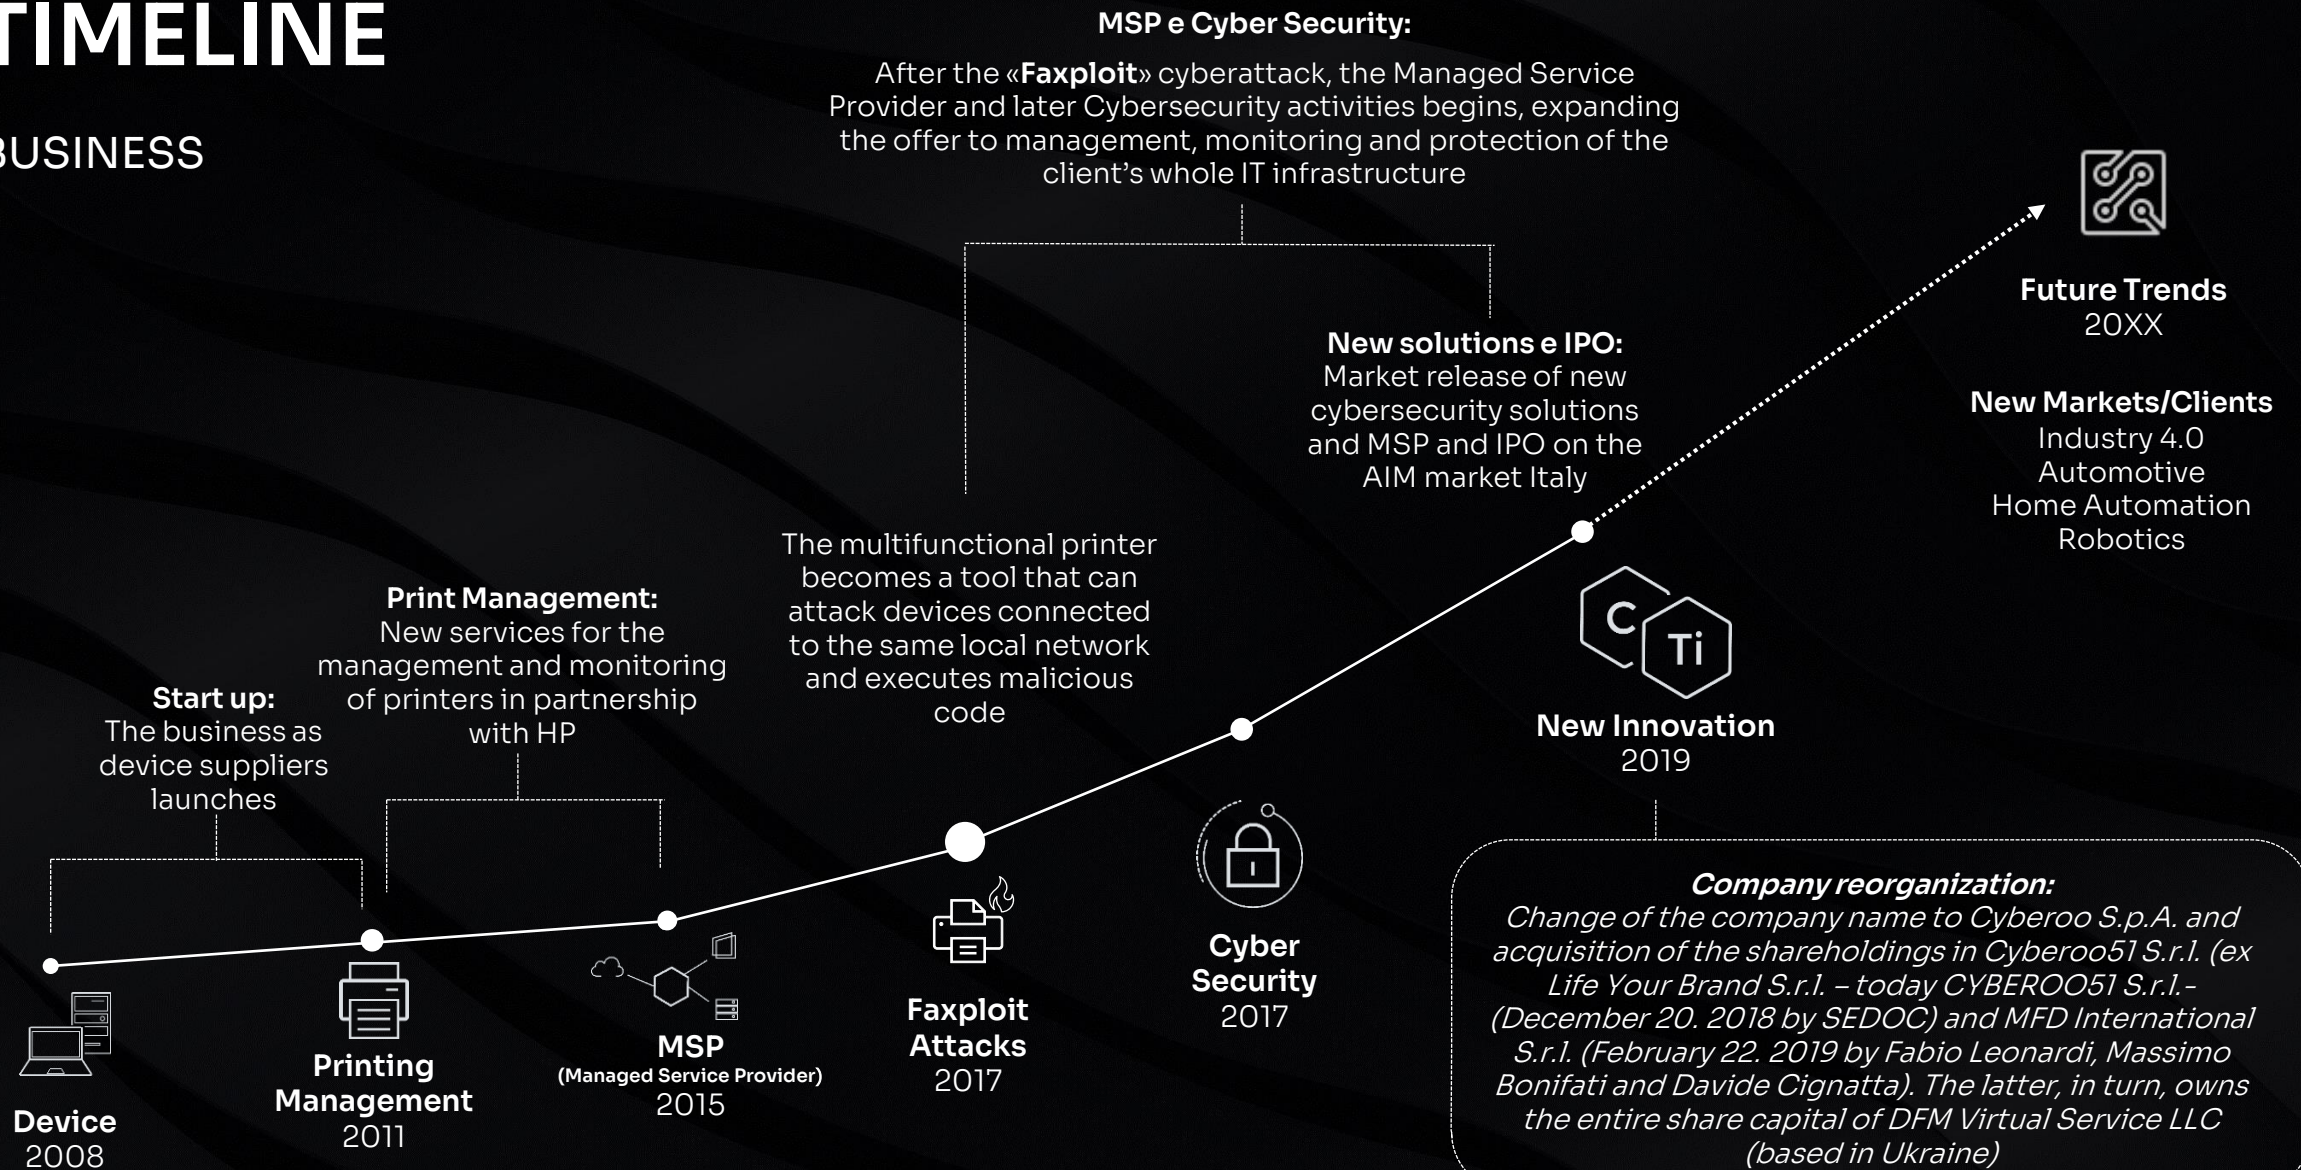 TIMELINE
BUSINESS
MSP e Cyber Security:
After the «Faxploit» cyberattack, the Managed Service
Provider and later Cybersecurity activities begins, expanding
the offer to management, monitoring and protection of the
client's whole IT infrastructure
Start up:
The business as
device suppliers
launches
Print Management:
New services for the
management and monitoring
of printers in partnership
with HP
The multifunctional printer
becomes a tool that can
attack devices connected
to the same local network
and executes malicious
code
New solutions e IPO:
Market release of new
cybersecurity solutions
and MSP and IPO on the
AIM market Italy
Future Trends
20XX
New Markets/Clients
Industry 4.0
Automotive
Home Automation
Robotics
Device
2008
Printing
Management
2011
MSP
(Managed Service Provider)
2015
Faxploit
Attacks
2017
Cyber
Security
2017
C
Ti
New Innovation
2019
Company reorganization:
Change of the company name to Cyberoo S.p.A. and
acquisition of the shareholdings in Cyberoo51 S.r.l. (ex
Life Your Brand S.r.l. – today CYBEROO51 S.r.l.-
(December 20. 2018 by SEDOC) and MFD International
S.r.l. (February 22. 2019 by Fabio Leonardi, Massimo
Bonifati and Davide Cignatta). The latter, in turn, owns
the entire share capital of DFM Virtual Service LLC
(based in Ukraine)